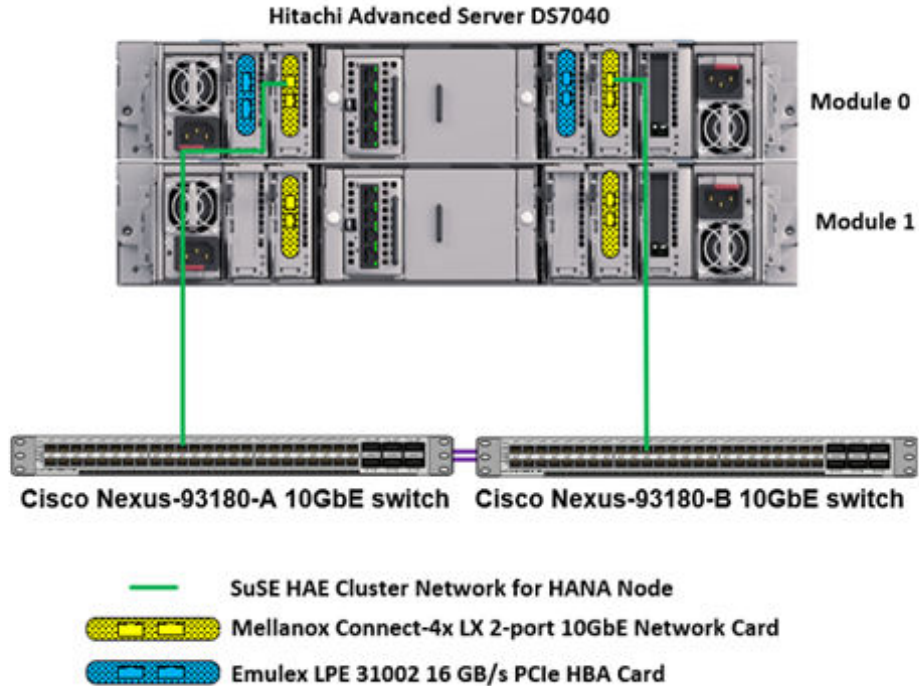 Hitachi Advanced Server DS7040
Module 0
Module 1
Cisco Nexus-93180-A 10GbE switch
Cisco Nexus-93180-B 10GbE switch
SuSE HAE Cluster Network for HANA Node
Mellanox Connect-4x LX 2-port 10GbE Network Card
Emulex LPE 31002 16 GB/s PCIe HBA Card